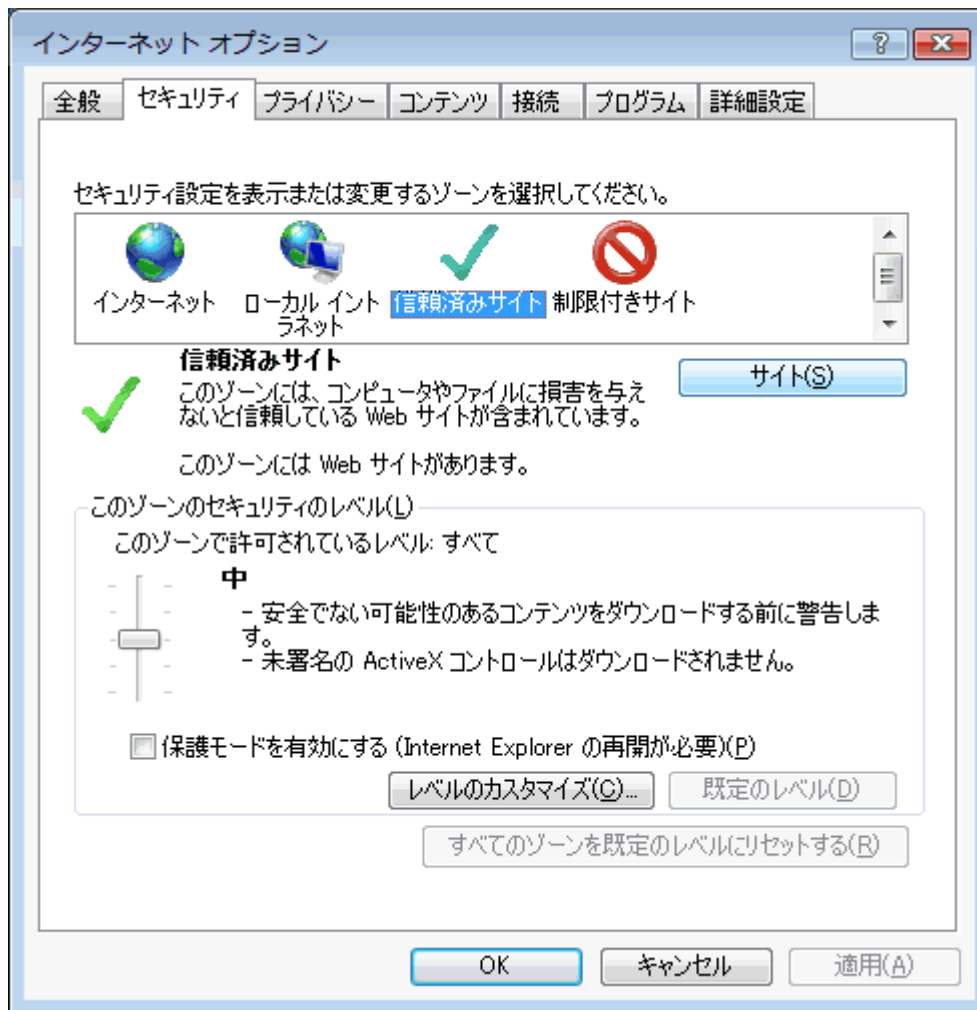 インターネット オプション
全般 セキュリティ プライバシー コンテンツ 接続 プログラム 詳細設定
セキュリティ設定を表示または変更するゾーンを選択してください。
インターネット
ローカル イント
ラネット
信頼済みサイト
制限付きサイト
信頼済みサイト
サイト(S)
このゾーンには、コンピュータやファイルに損害を与え
ないと信頼している Web サイトが含まれています。
このゾーンには Web サイトがあります。
このゾーンのセキュリティのレベル(L)
このゾーンで許可されているレベル: すべて
中
- 安全でない可能性のあるコンテンツをダウンロードする前に警告しま
す。
- 未署名の ActiveX コントロールはダウンロードされません。
保護モードを有効にする (Internet Explorer の再開が必要)(P)
レベルのカスタマイズ(C)... 既定のレベル(D)
すべてのゾーンを既定のレベルにリセットする(R)
OK キャンセル 適用(A)